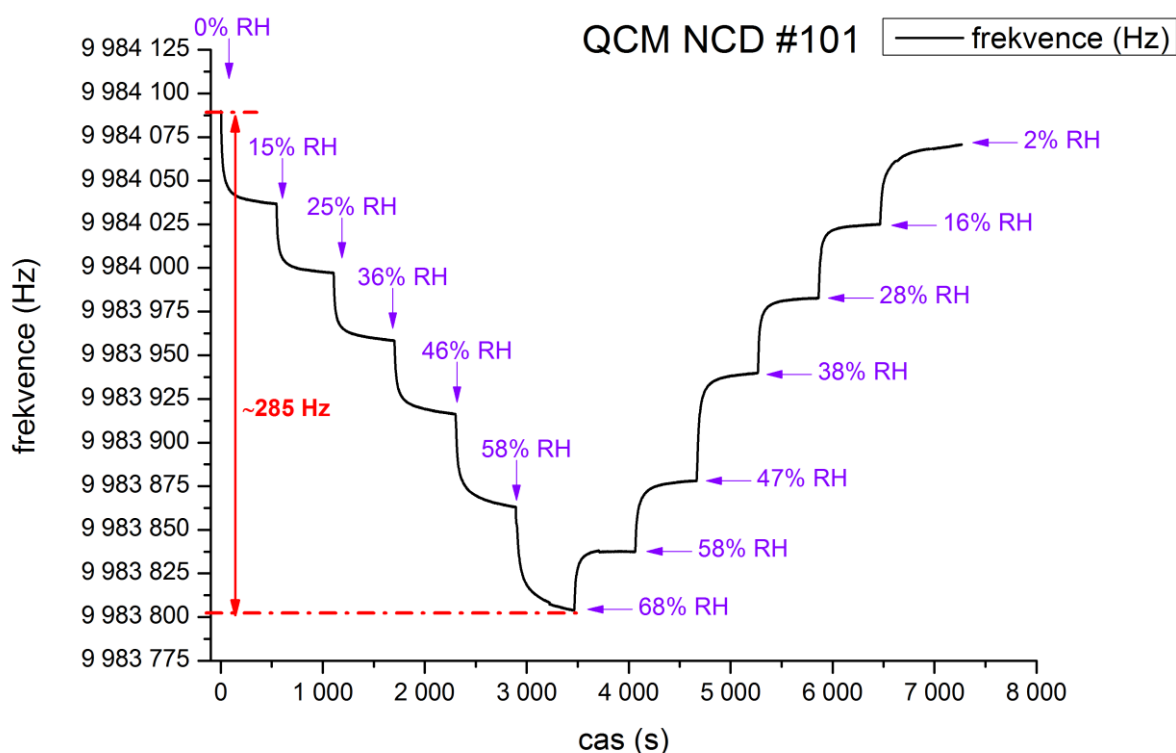 QCM NCD #101
frekvence (Hz)
0% RH
15% RH
25% RH
36% RH
46% RH
58% RH
68% RH
58% RH
47% RH
38% RH
28% RH
16% RH
2% RH
~285 Hz
frekvence (Hz)
9 984 125
9 984 100
9 984 075
9 984 050
9 984 025
9 984 000
9 983 975
9 983 950
9 983 925
9 983 900
9 983 875
9 983 850
9 983 825
9 983 800
9 983 775
0 1 000 2 000 3 000 4 000 5 000 6 000 7 000 8 000
cas (s)